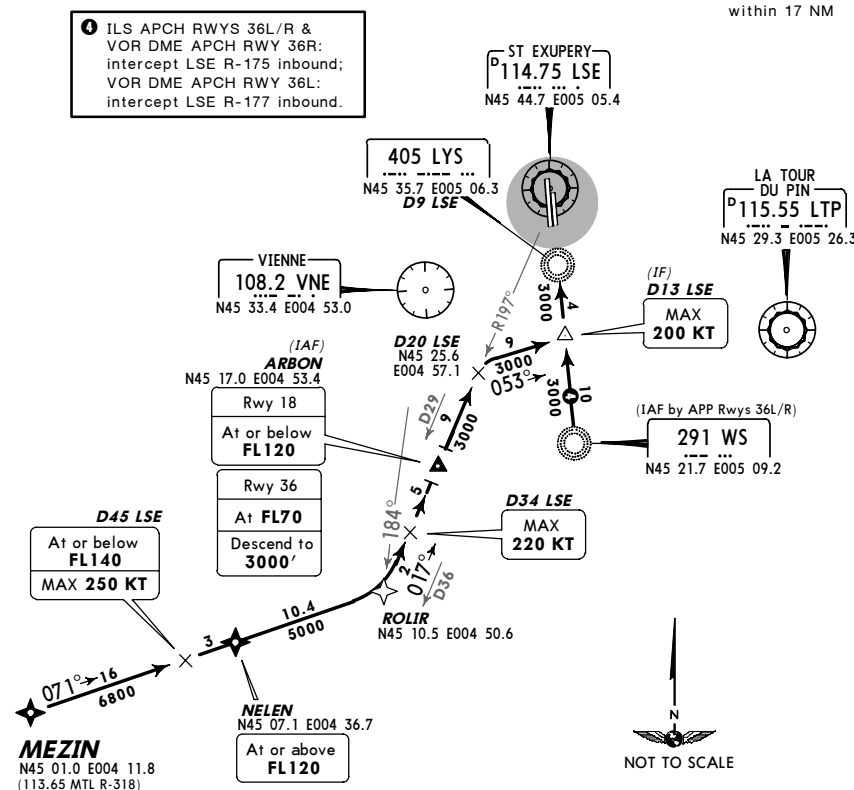 within 17 NM
4 ILS APCH RWYS 36L/R &
VOR DME APCH RWY 36R:
intercept LSE R-175 inbound;
VOR DME APCH RWY 36L:
intercept LSE R-177 inbound.
ST EXUPERY
D 114.75 LSE
N45 44.7 E005 05.4
405 LYS
N45 35.7 E005 06.3
D9 LSE
LA TOUR
DU PIN
D 115.55 LTP
N45 29.3 E005 26.3
VIENNE
108.2 VNE
N45 33.4 E004 53.0
R197°
(IF)
D13 LSE
MAX
200 KT
4
3000
D20 LSE
N45 25.6
E004 57.1
9
3000
053°
10
3000
4
(IAF by APP Rwys 36L/R)
291 WS
N45 21.7 E005 09.2
(IAF)
ARBON
N45 17.0 E004 53.4
Rwy 18
At or below
FL120
Rwy 36
At FL70
Descend to
3000'
D29
9
3000
5
184°
D34 LSE
MAX
220 KT
2
017°
D36
D45 LSE
At or below
FL140
MAX 250 KT
ROLIR
N45 10.5 E004 50.6
10.4
5000
3
071° 16
6800
NELEN
N45 07.1 E004 36.7
At or above
FL120
MEZIN
N45 01.0 E004 11.8
(113.65 MTL R-318)
N
NOT TO SCALE